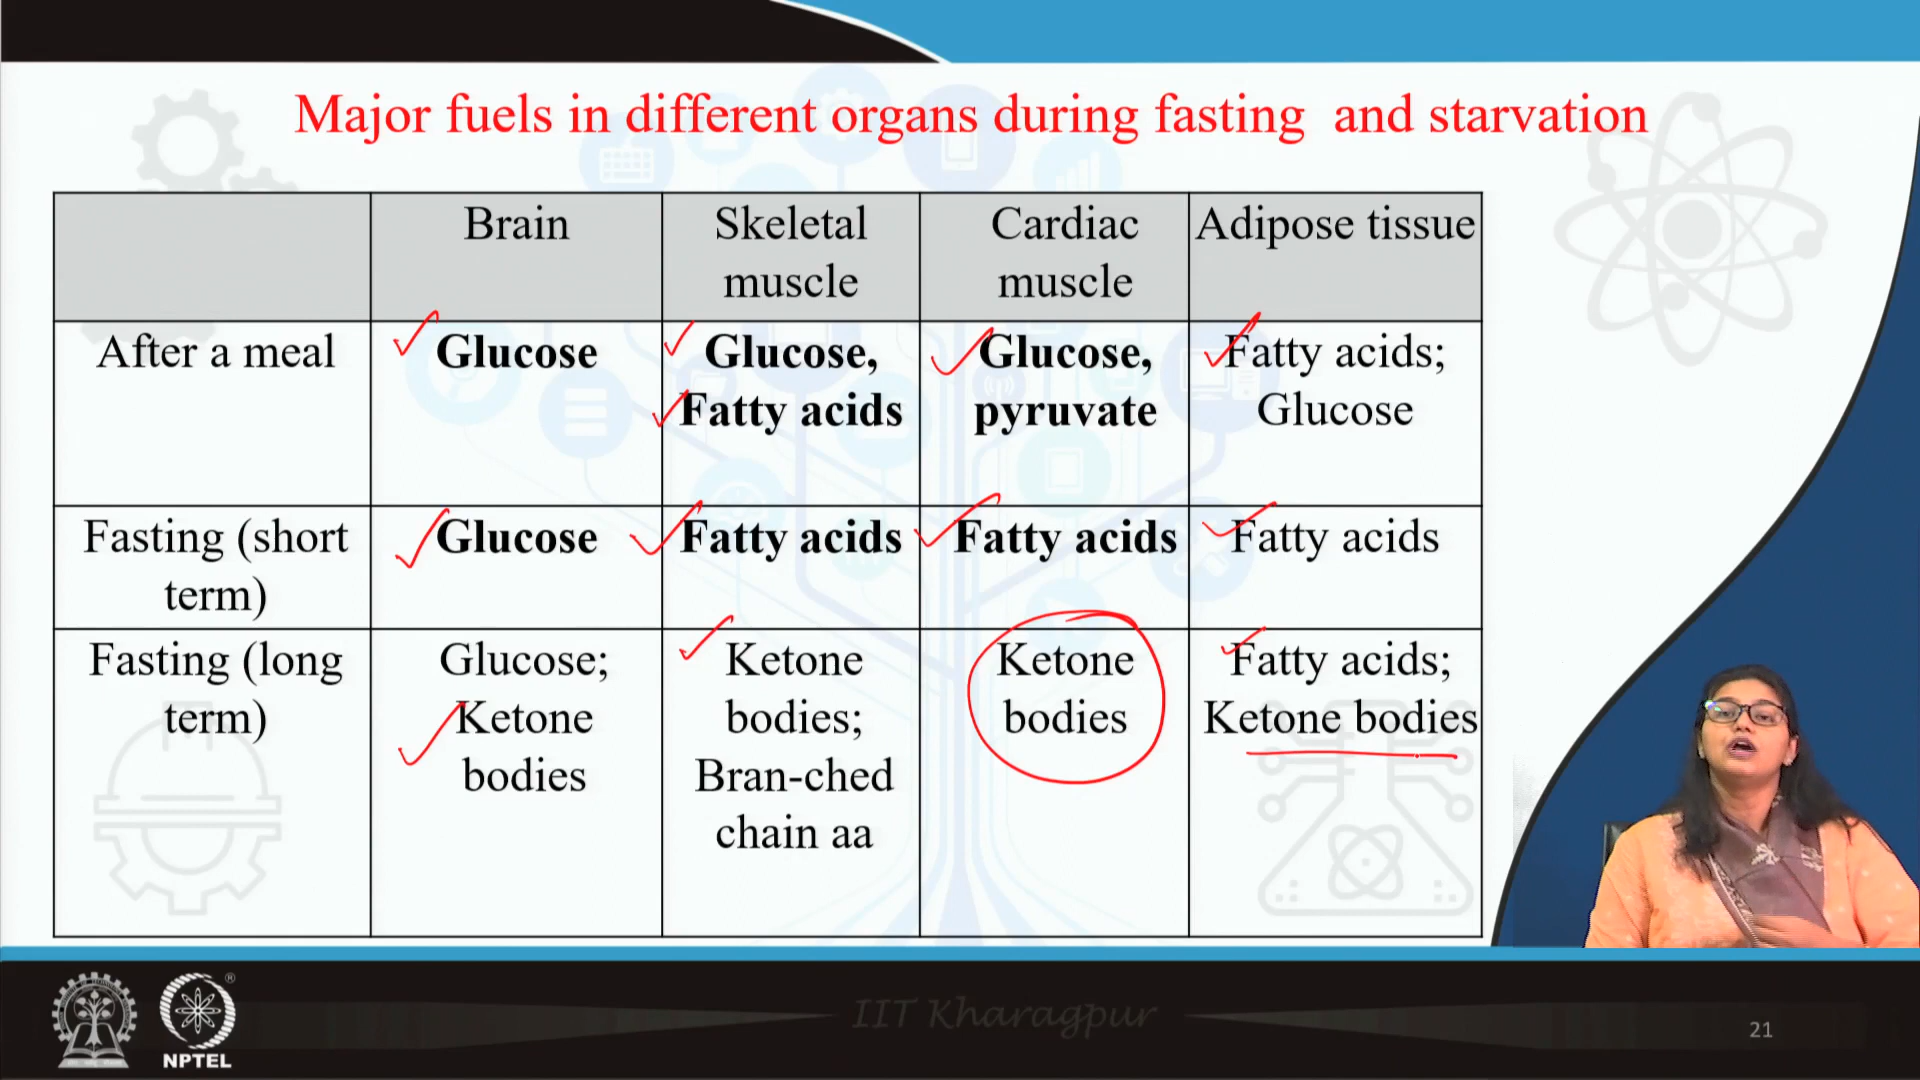 Major fuels in different organs during fasting and starvation
Brain
Skeletal
muscle
Cardiac
muscle
Adipose tissue
After a meal
Glucose
Glucose,
Fatty acids
Glucose,
pyruvate
Fatty acids;
Glucose
Fasting (short
term)
Glucose
Fatty acids
Fatty acids
Fatty acids
Fasting (long
term)
Glucose;
Ketone
bodies
Ketone
bodies;
Bran-ched
chain aa
Ketone
bodies
Fatty acids;
Ketone bodies
NPTEL
®
IIT Kharagpur
21